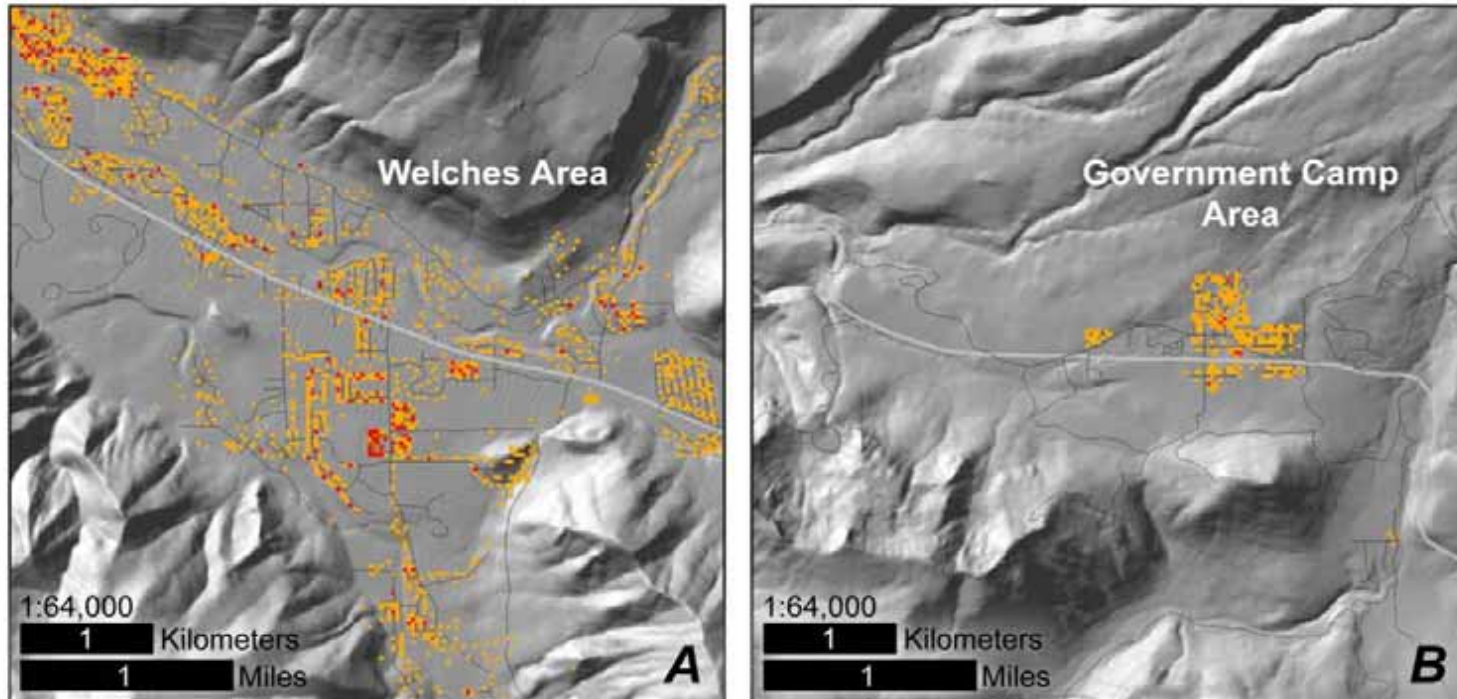 Welches Area
1:64,000
1 Kilometers
1 Miles
A
Government Camp
Area
1:64,000
1 Kilometers
1 Miles
B